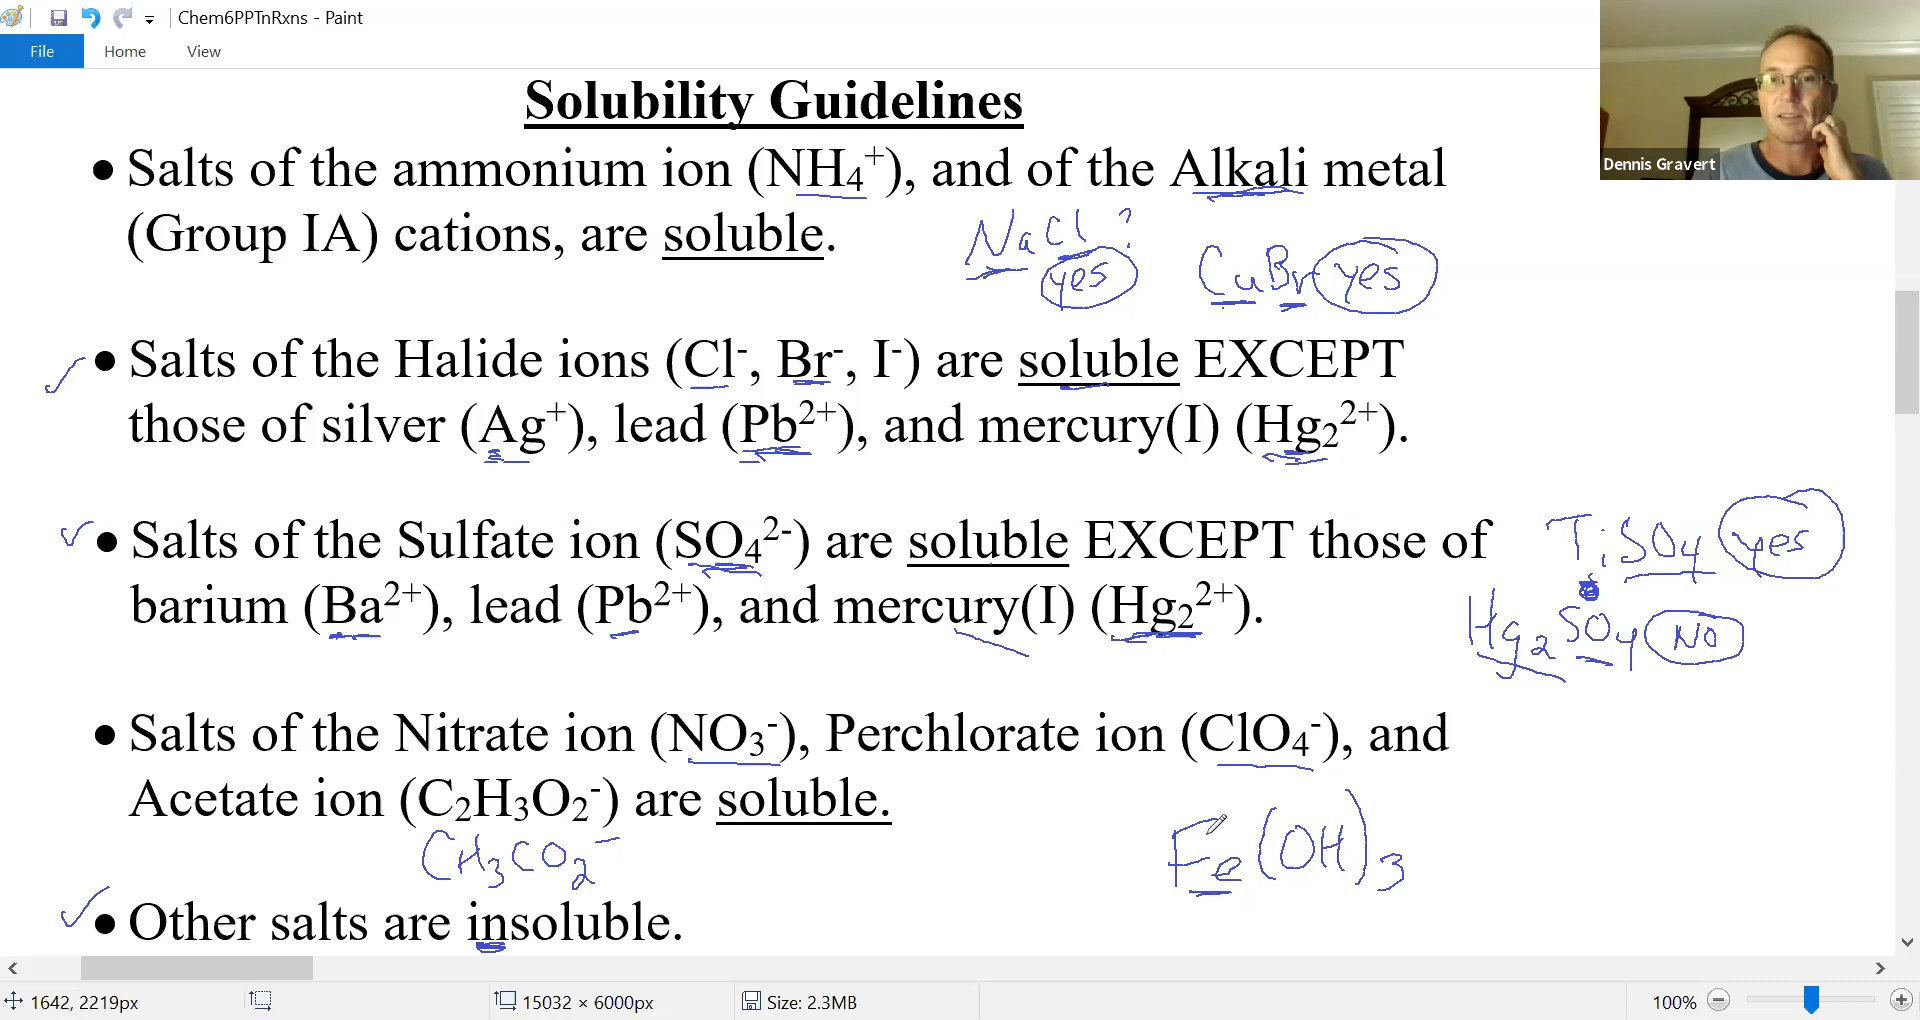 Chem6PPTnRxns - Paint
File Home View
Dennis Gravert
Solubility Guidelines
• Salts of the ammonium ion (NH₄⁺), and of the Alkali metal
(Group IA) cations, are soluble.
NaCl ? yes CuBr yes
• Salts of the Halide ions (Cl⁻, Br⁻, I⁻) are soluble EXCEPT
those of silver (Ag⁺), lead (Pb²⁺), and mercury(I) (Hg₂²⁺).
• Salts of the Sulfate ion (SO₄²⁻) are soluble EXCEPT those of
barium (Ba²⁺), lead (Pb²⁺), and mercury(I) (Hg₂²⁺).
TiSO₄ yes
Hg₂SO₄ NO
• Salts of the Nitrate ion (NO₃⁻), Perchlorate ion (ClO₄⁻), and
Acetate ion (C₂H₃O₂⁻) are soluble.
CH₃CO₂⁻ Fe(OH)₃
• Other salts are insoluble.
1642, 2219px 15032 × 6000px Size: 2.3MB 100%